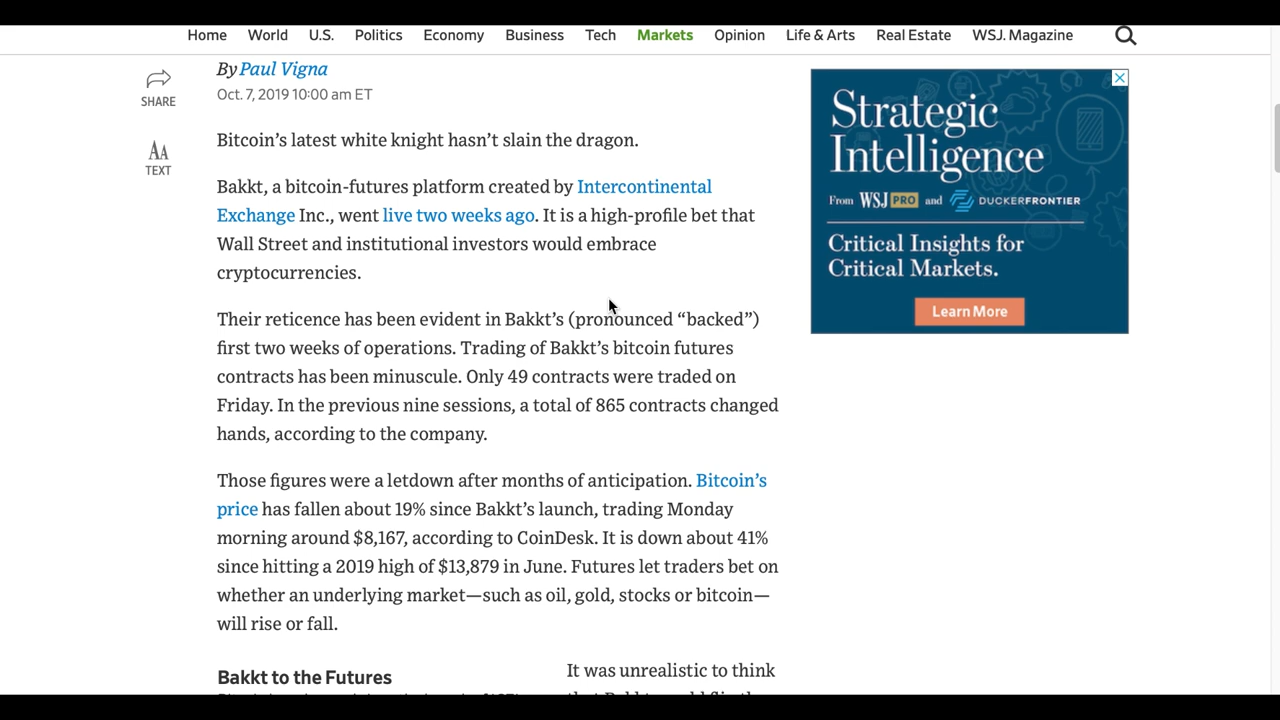 Home World U.S. Politics Economy Business Tech Markets Opinion Life & Arts Real Estate WSJ. Magazine
SHARE
TEXT
By Paul Vigna
Oct. 7, 2019 10:00 am ET
Bitcoin’s latest white knight hasn’t slain the dragon.
Bakkt, a bitcoin-futures platform created by Intercontinental
Exchange Inc., went live two weeks ago. It is a high-profile bet that
Wall Street and institutional investors would embrace
cryptocurrencies.
Their reticence has been evident in Bakkt’s (pronounced “backed”)
first two weeks of operations. Trading of Bakkt’s bitcoin futures
contracts has been minuscule. Only 49 contracts were traded on
Friday. In the previous nine sessions, a total of 865 contracts changed
hands, according to the company.
Those figures were a letdown after months of anticipation. Bitcoin’s
price has fallen about 19% since Bakkt’s launch, trading Monday
morning around $8,167, according to CoinDesk. It is down about 41%
since hitting a 2019 high of $13,879 in June. Futures let traders bet on
whether an underlying market—such as oil, gold, stocks or bitcoin—
will rise or fall.
Bakkt to the Futures
It was unrealistic to think
Strategic
Intelligence
From WSJ PRO and DUCKERFRONTIER
Critical Insights for
Critical Markets.
Learn More